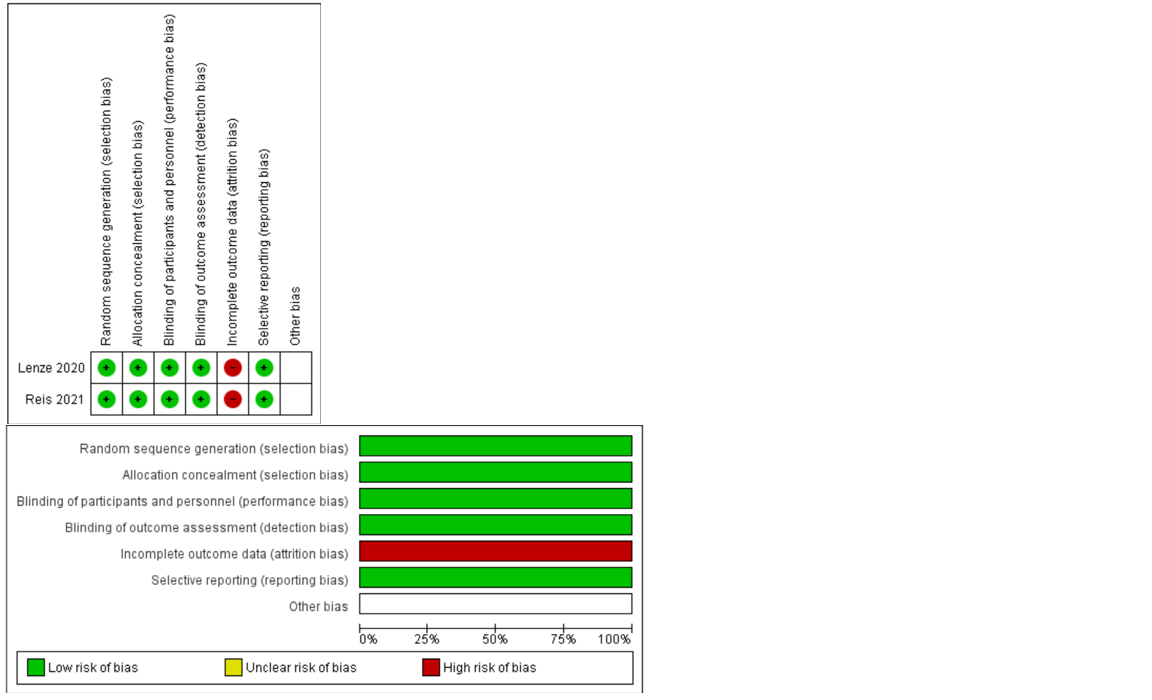 Random sequence generation (selection bias)
Allocation concealment (selection bias)
Blinding of participants and personnel (performance bias)
Blinding of outcome assessment (detection bias)
Incomplete outcome data (attrition bias)
Selective reporting (reporting bias)
Other bias
Lenze 2020 + + + + - +
Reis 2021 + + + + - +
Random sequence generation (selection bias)
Allocation concealment (selection bias)
Blinding of participants and personnel (performance bias)
Blinding of outcome assessment (detection bias)
Incomplete outcome data (attrition bias)
Selective reporting (reporting bias)
Other bias
0% 25% 50% 75% 100%
Low risk of bias Unclear risk of bias High risk of bias